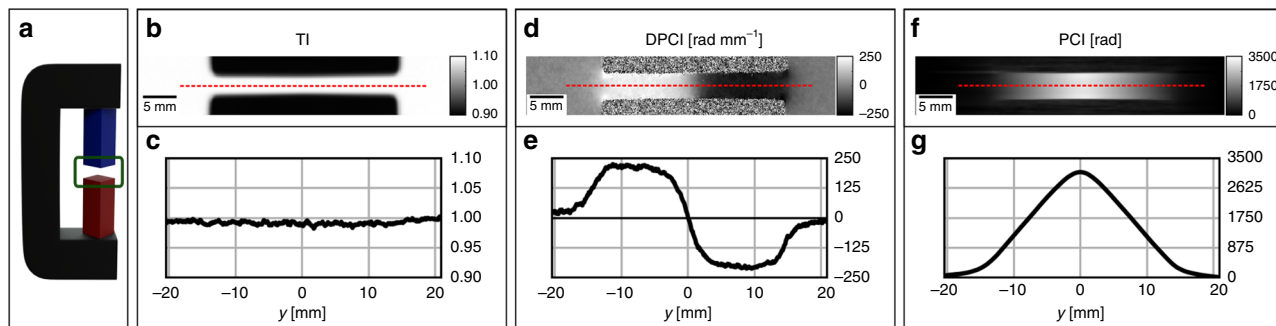 a
b
TI
1.10
1.00
0.90
5 mm
c
1.10
1.05
1.00
0.95
0.90
–20 –10 0 10 20
y [mm]
d
DPCI [rad mm⁻¹]
250
0
–250
5 mm
e
250
125
0
–125
–250
–20 –10 0 10 20
y [mm]
f
PCI [rad]
3500
1750
0
5 mm
g
3500
2625
1750
875
0
–20 –10 0 10 20
y [mm]